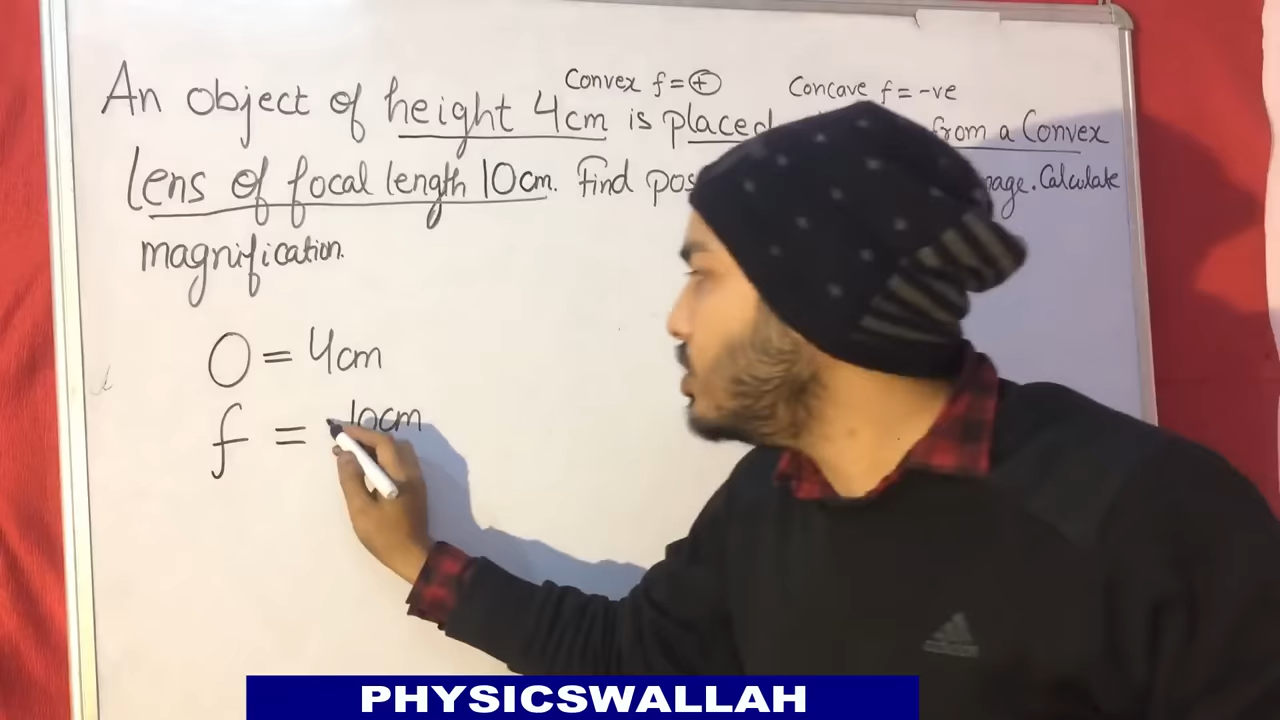 Convex f = + Concave f = -ve
An object of height 4cm is placed from a Convex
lens of focal length 10cm. Find pos Calculate
magnification.
O = 4cm
f = 10cm
adidas
PHYSICSWALLAH